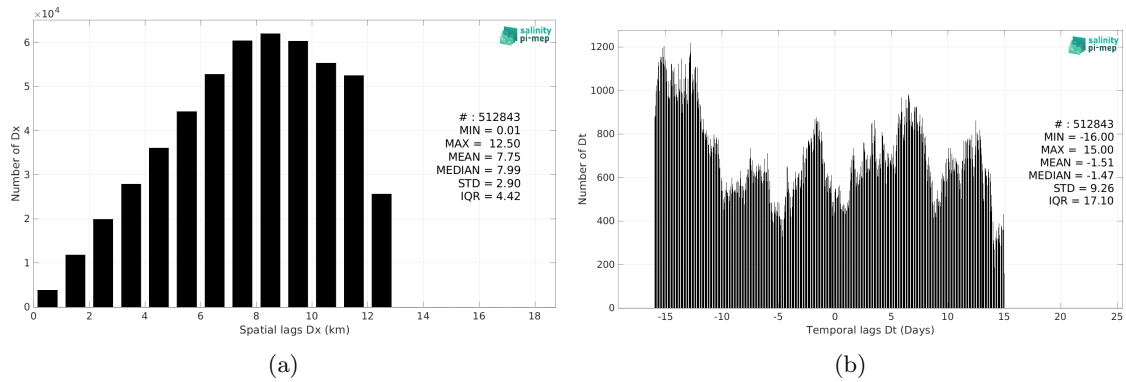 ×10⁴
6
5
4
3
2
1
0
Number of Dx
0 2 4 6 8 10 12 14 16 18
Spatial lags Dx (km)
salinity
pi-mep
# : 512843
MIN = 0.01
MAX = 12.50
MEAN = 7.75
MEDIAN = 7.99
STD = 2.90
IQR = 4.42
(a)
1200
1000
800
600
400
200
0
Number of Dt
-15 -10 -5 0 5 10 15 20 25
Temporal lags Dt (Days)
salinity
pi-mep
# : 512843
MIN = -16.00
MAX = 15.00
MEAN = -1.51
MEDIAN = -1.47
STD = 9.26
IQR = 17.10
(b)